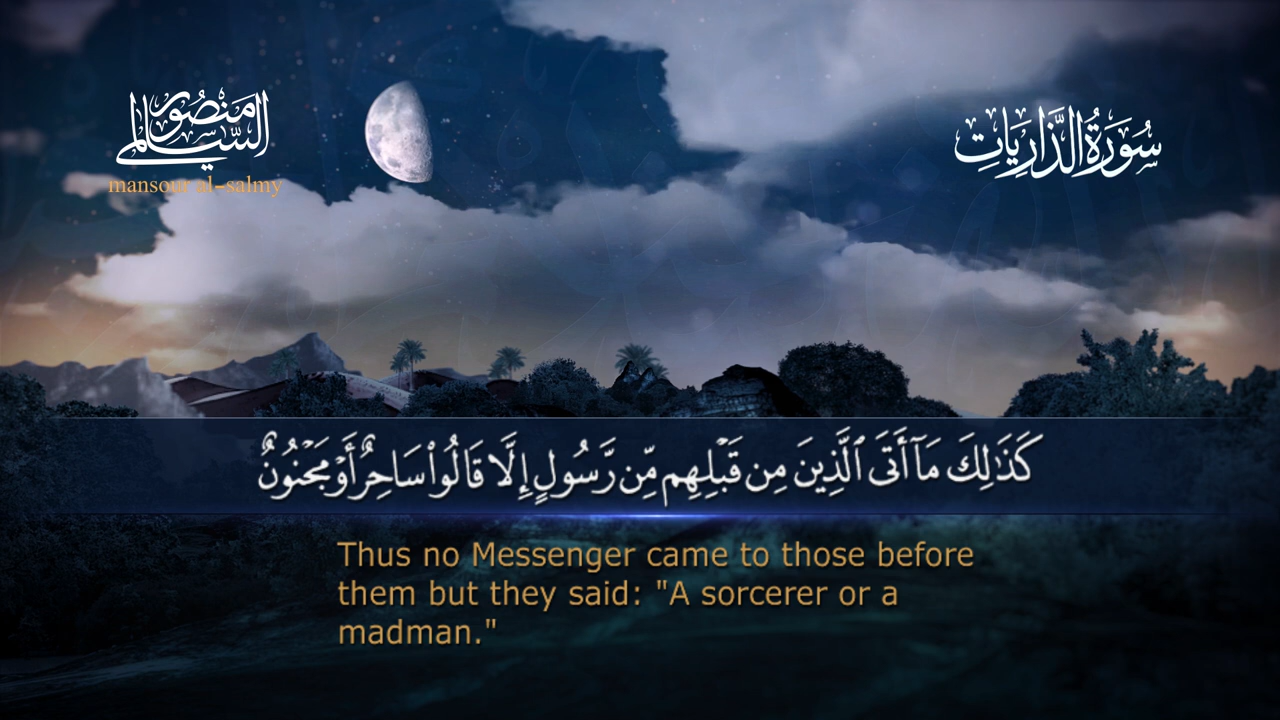 منصور السالمي
mansour al-salmy
سُورَةُ الذَّارِيَات
كَذَٰلِكَ مَآ أَتَى ٱلَّذِينَ مِن قَبْلِهِم مِّن رَّسُولٍ إِلَّا قَالُوا۟ سَاحِرٌ أَوْ مَجْنُونٌ
Thus no Messenger came to those before
them but they said: "A sorcerer or a
madman."